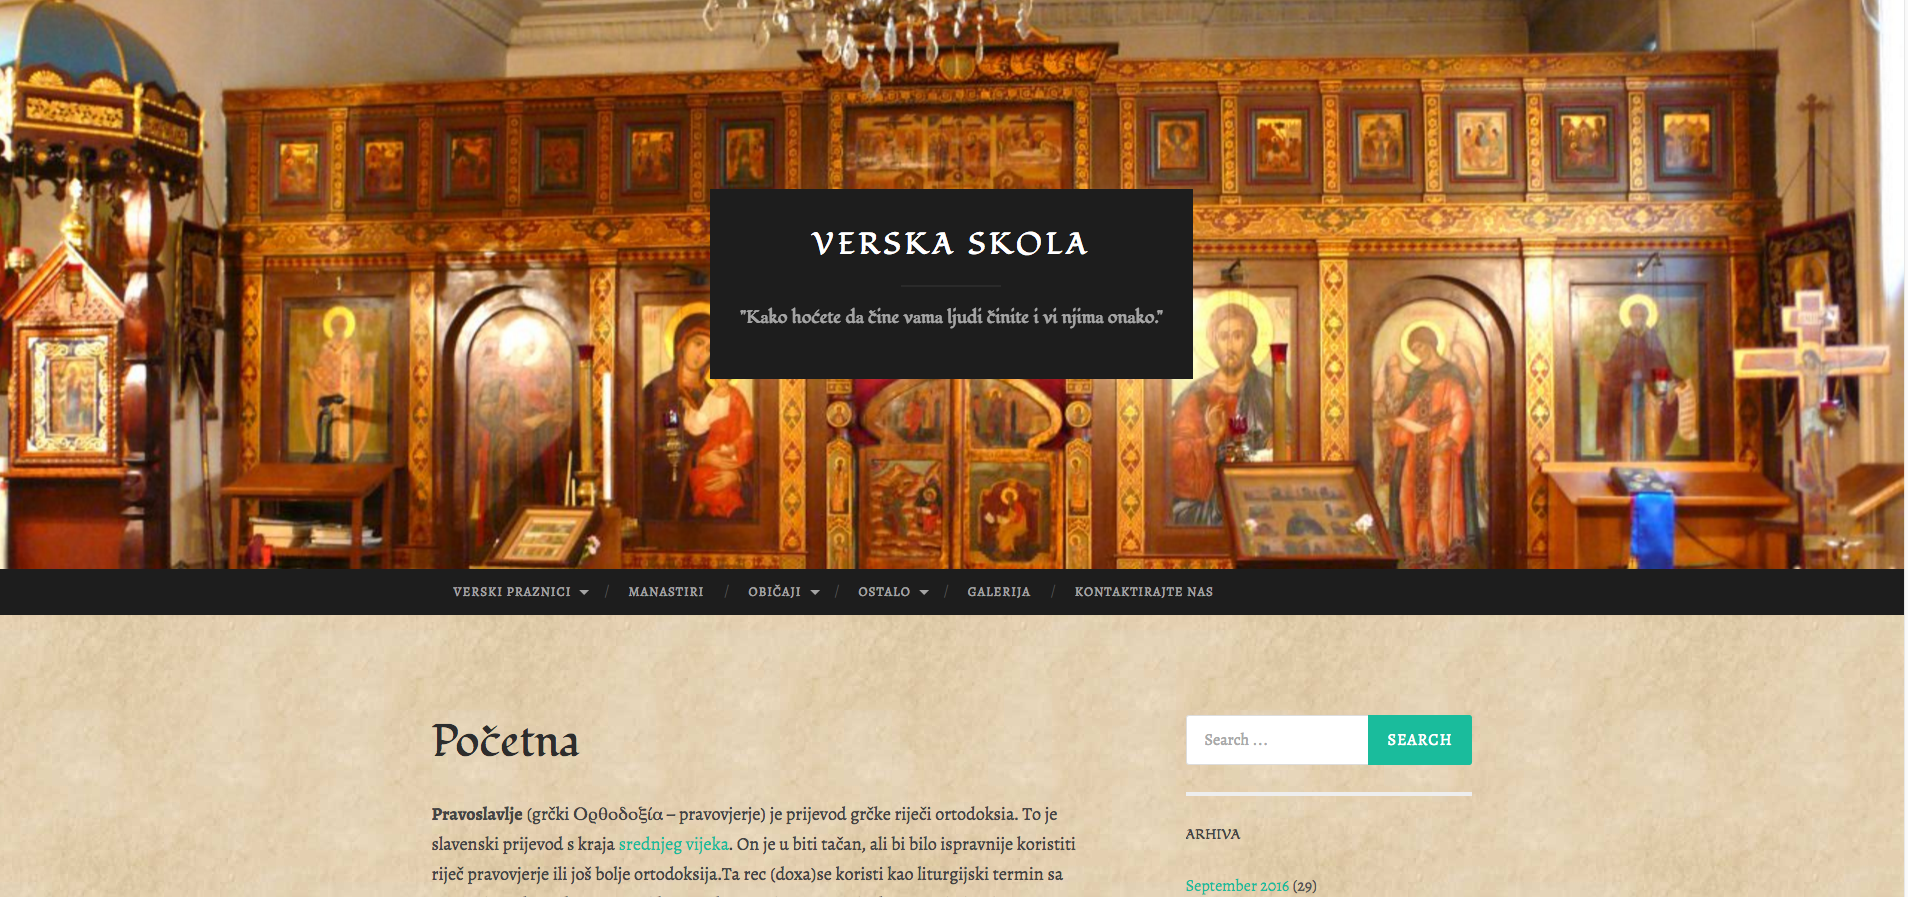 VERSKA SKOLA
"Kako hoćete da čine vama ljudi činite i vi njima onako."
VERSKI PRAZNICI / MANASTIRI / OBIČAJI / OSTALO / GALERIJA / KONTAKTIRAJTE NAS
Početna
Pravoslavlje (grčki Ορθοδοξία – pravovjerje) je prijevod grčke riječi ortodoksia. To je
slavenski prijevod s kraja srednjeg vijeka. On je u biti tačan, ali bi bilo ispravnije koristiti
riječ pravovjerje ili još bolje ortodoksija.Ta rec (doxa)se koristi kao liturgijski termin sa
Search ...
SEARCH
ARHIVA
September 2016 (29)